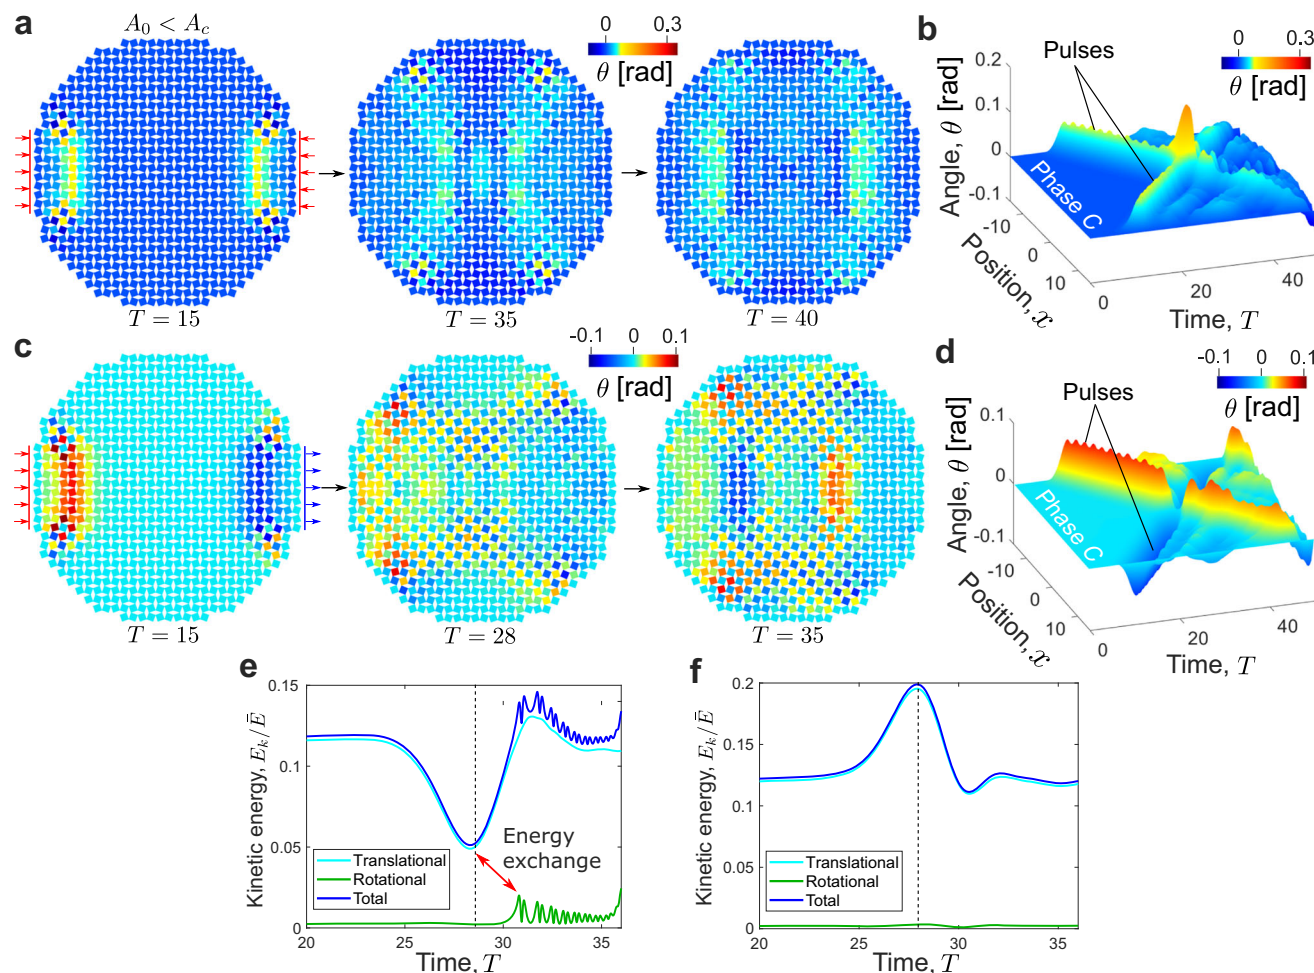 a
A₀ < A_c
0 0.3
θ [rad]
T = 15
T = 35
T = 40
b
Pulses
0 0.3
θ [rad]
Angle, θ [rad]
0.2
0.1
0
-0.1
Phase C
-10
0
10
Position, x
0
20
40
Time, T
c
-0.1 0 0.1
θ [rad]
T = 15
T = 28
T = 35
d
Pulses
-0.1 0 0.1
θ [rad]
Angle, θ [rad]
0.1
0
-0.1
Phase C
-10
0
10
Position, x
0
20
40
Time, T
e
Kinetic energy, E_k/Ē
0.15
0.1
0.05
0
Energy
exchange
Translational
Rotational
Total
20 25 30 35
Time, T
f
Kinetic energy, E_k/Ē
0.2
0.15
0.1
0.05
0
Translational
Rotational
Total
20 25 30 35
Time, T